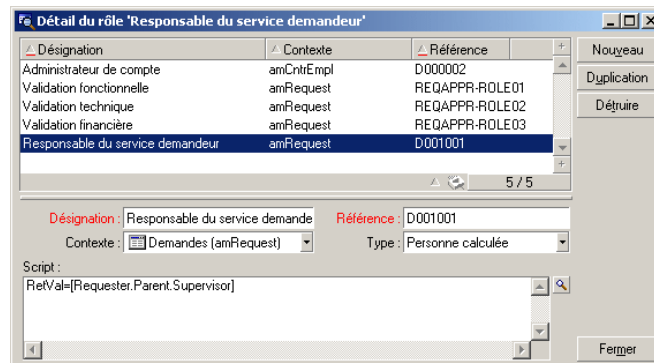 Détail du rôle 'Responsable du service demandeur'
Désignation Contexte Référence
Administrateur de compte amCntrEmpl D000002
Validation fonctionnelle amRequest REQAPPR-ROLE01
Validation technique amRequest REQAPPR-ROLE02
Validation financière amRequest REQAPPR-ROLE03
Responsable du service demandeur amRequest D001001
5 / 5
Nouveau
Duplication
Détruire
Désignation : Responsable du service demande Référence : D001001
Contexte : Demandes (amRequest) Type : Personne calculée
Script :
RetVal=[Requester.Parent.Supervisor]
Fermer